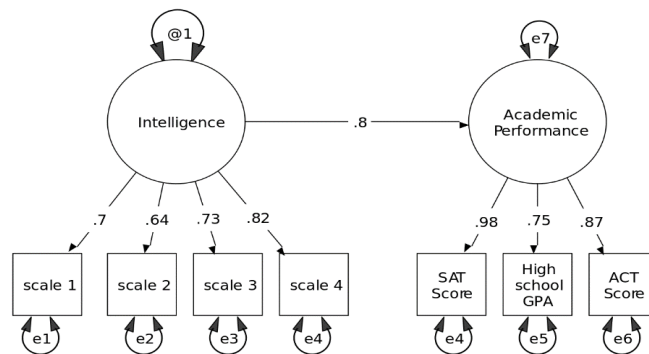 @1
e7
Intelligence
.8
Academic
Performance
.7
.64
.73
.82
.98
.75
.87
scale 1
scale 2
scale 3
scale 4
SAT
Score
High
school
GPA
ACT
Score
e1
e2
e3
e4
e4
e5
e6